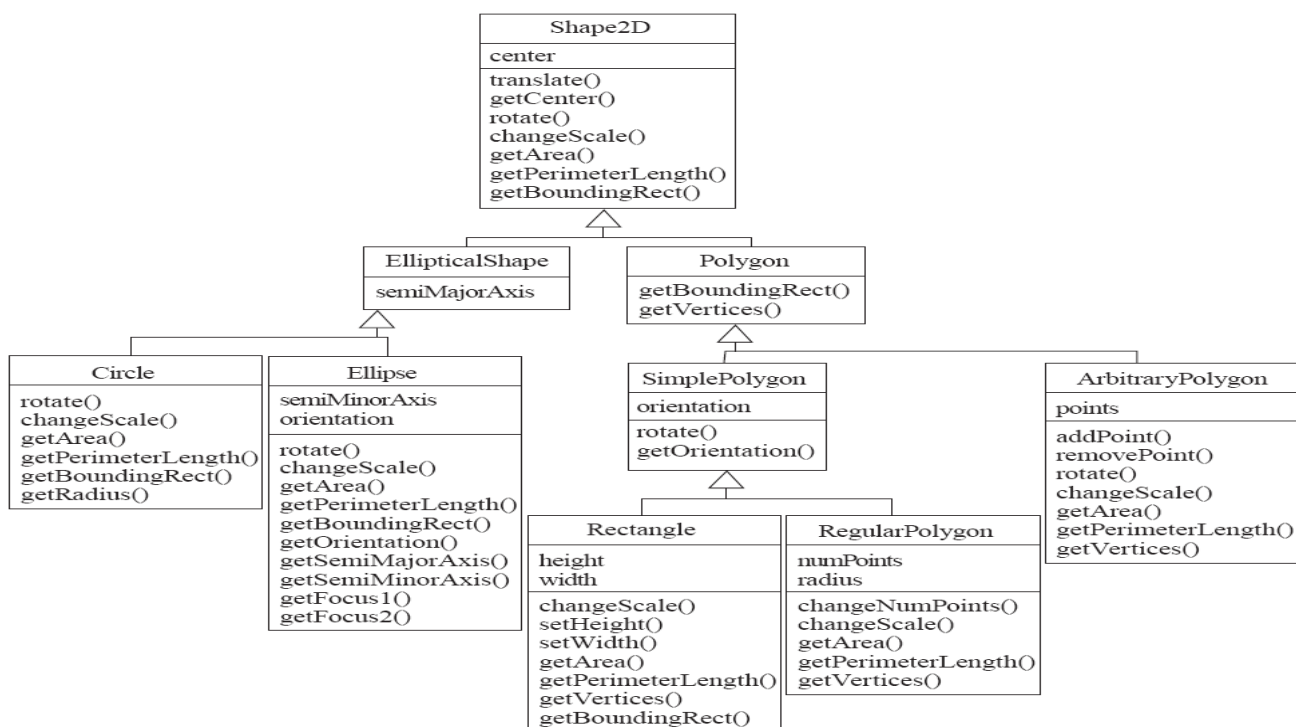 Shape2D
center
translate()
getCenter()
rotate()
changeScale()
getArea()
getPerimeterLength()
getBoundingRect()
EllipticalShape
semiMajorAxis
Polygon
getBoundingRect()
getVertices()
Circle
rotate()
changeScale()
getArea()
getPerimeterLength()
getBoundingRect()
getRadius()
Ellipse
semiMinorAxis
orientation
rotate()
changeScale()
getArea()
getPerimeterLength()
getBoundingRect()
getOrientation()
getSemiMajorAxis()
getSemiMinorAxis()
getFocus1()
getFocus2()
SimplePolygon
orientation
rotate()
getOrientation()
ArbitraryPolygon
points
addPoint()
removePoint()
rotate()
changeScale()
getArea()
getPerimeterLength()
getVertices()
Rectangle
height
width
changeScale()
setHeight()
setWidth()
getArea()
getPerimeterLength()
getVertices()
getBoundingRect()
RegularPolygon
numPoints
radius
changeNumPoints()
changeScale()
getArea()
getPerimeterLength()
getVertices()